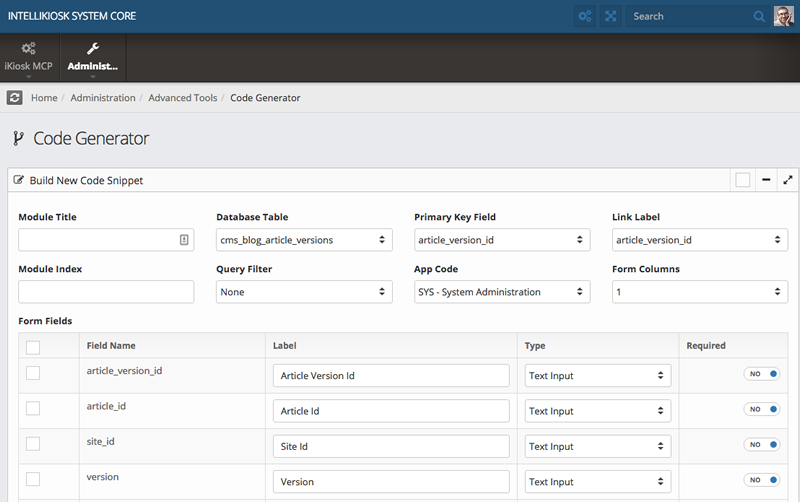 INTELLIKIOSK SYSTEM CORE
Search
iKiosk MCP
Administ...
Home / Administration / Advanced Tools / Code Generator
Code Generator
Build New Code Snippet
Module Title Database Table Primary Key Field Link Label
cms_blog_article_versions article_version_id article_version_id
Module Index Query Filter App Code Form Columns
None SYS - System Administration 1
Form Fields
Field Name Label Type Required
article_version_id Article Version Id Text Input NO
article_id Article Id Text Input NO
site_id Site Id Text Input NO
version Version Text Input NO